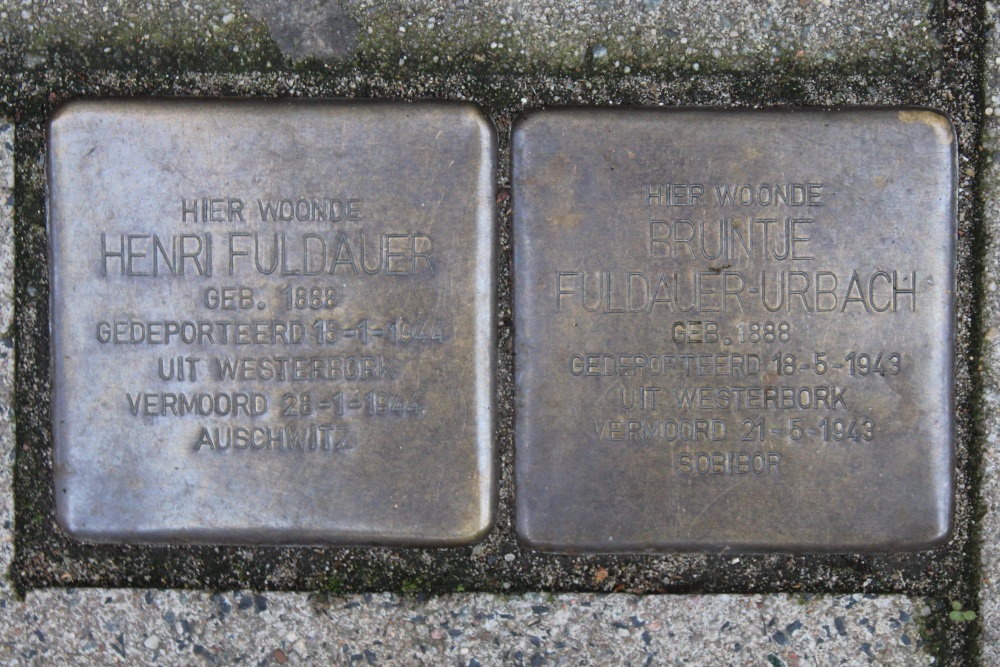 HIER WOONDE
HENRI FULDAUER
GEB. 1888
GEDEPORTEERD 18-1-1944
UIT WESTERBORK
VERMOORD 28-1-1944
AUSCHWITZ
HIER WOONDE
BRUINTJE
FULDAUER-URBACH
GEB. 1888
GEDEPORTEERD 18-5-1943
UIT WESTERBORK
VERMOORD 21-5-1943
SOBIBOR